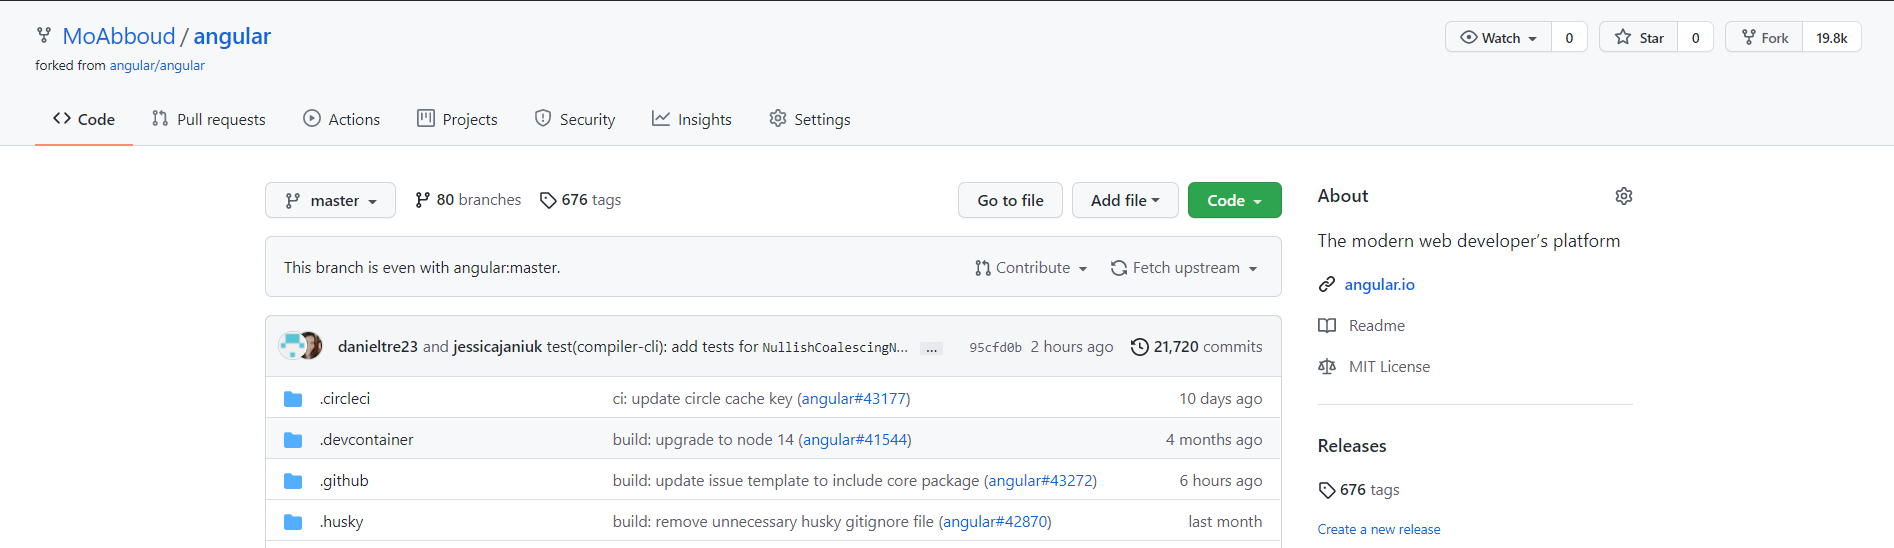 MoAbboud / angular
Watch 0 Star 0 Fork 19.8k
forked from angular/angular
Code Pull requests Actions Projects Security Insights Settings
master 80 branches 676 tags Go to file Add file Code
This branch is even with angular:master. Contribute Fetch upstream
danieltre23 and jessicajaniuk test(compiler-cli): add tests for NullishCoalescingN... ... 95cfd0b 2 hours ago 21,720 commits
.circleci ci: update circle cache key (angular#43177) 10 days ago
.devcontainer build: upgrade to node 14 (angular#41544) 4 months ago
.github build: update issue template to include core package (angular#43272) 6 hours ago
.husky build: remove unnecessary husky gitignore file (angular#42870) last month
About
The modern web developer's platform
angular.io
Readme
MIT License
Releases
676 tags
Create a new release